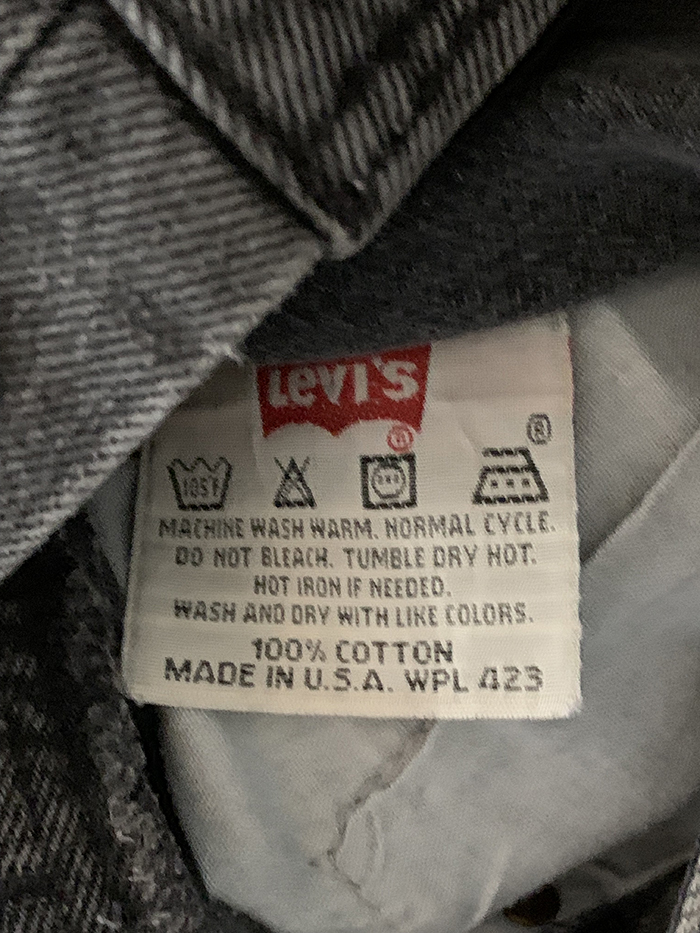 Levi's
®
®
105F
MACHINE WASH WARM. NORMAL CYCLE.
DO NOT BLEACH. TUMBLE DRY HOT.
HOT IRON IF NEEDED.
WASH AND DRY WITH LIKE COLORS.
100% COTTON
MADE IN U.S.A. WPL 423